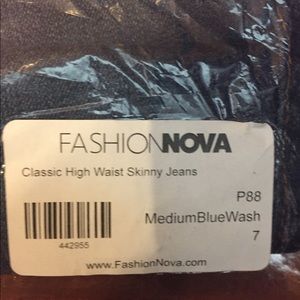 FASHIONNOVA
Classic High Waist Skinny Jeans
P88
MediumBlueWash
7
442955
www.FashionNova.com